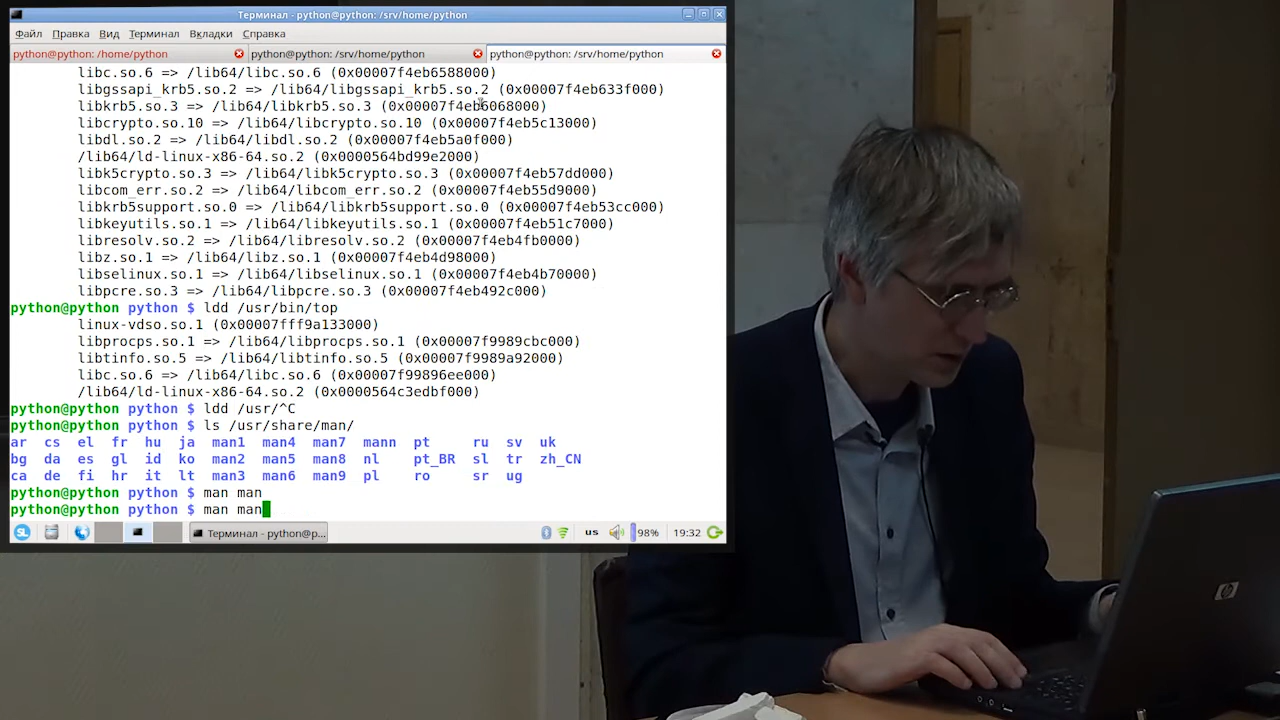 Терминал - python@python: /srv/home/python
Файл Правка Вид Терминал Вкладки Справка
python@python: /home/python python@python: /srv/home/python python@python: /srv/home/python
libc.so.6 => /lib64/libc.so.6 (0x00007f4eb6588000)
libgssapi_krb5.so.2 => /lib64/libgssapi_krb5.so.2 (0x00007f4eb633f000)
libkrb5.so.3 => /lib64/libkrb5.so.3 (0x00007f4eb6068000)
libcrypto.so.10 => /lib64/libcrypto.so.10 (0x00007f4eb5c13000)
libdl.so.2 => /lib64/libdl.so.2 (0x00007f4eb5a0f000)
/lib64/ld-linux-x86-64.so.2 (0x0000564bd99e2000)
libk5crypto.so.3 => /lib64/libk5crypto.so.3 (0x00007f4eb57dd000)
libcom_err.so.2 => /lib64/libcom_err.so.2 (0x00007f4eb55d9000)
libkrb5support.so.0 => /lib64/libkrb5support.so.0 (0x00007f4eb53cc000)
libkeyutils.so.1 => /lib64/libkeyutils.so.1 (0x00007f4eb51c7000)
libresolv.so.2 => /lib64/libresolv.so.2 (0x00007f4eb4fb0000)
libz.so.1 => /lib64/libz.so.1 (0x00007f4eb4d98000)
libselinux.so.1 => /lib64/libselinux.so.1 (0x00007f4eb4b70000)
libpcre.so.3 => /lib64/libpcre.so.3 (0x00007f4eb492c000)
python@python python $ ldd /usr/bin/top
linux-vdso.so.1 (0x00007fff9a133000)
libprocps.so.1 => /lib64/libprocps.so.1 (0x00007f9989cbc000)
libtinfo.so.5 => /lib64/libtinfo.so.5 (0x00007f9989a92000)
libc.so.6 => /lib64/libc.so.6 (0x00007f99896ee000)
/lib64/ld-linux-x86-64.so.2 (0x0000564c3edbf000)
python@python python $ ldd /usr/^C
python@python python $ ls /usr/share/man/
ar cs el fr hu ja man1 man4 man7 mann pt ru sv uk
bg da es gl id ko man2 man5 man8 nl pt_BR sl tr zh_CN
ca de fi hr it lt man3 man6 man9 pl ro sr ug
python@python python $ man man
python@python python $ man man
Терминал - python@p... us 98% 19:32
hp